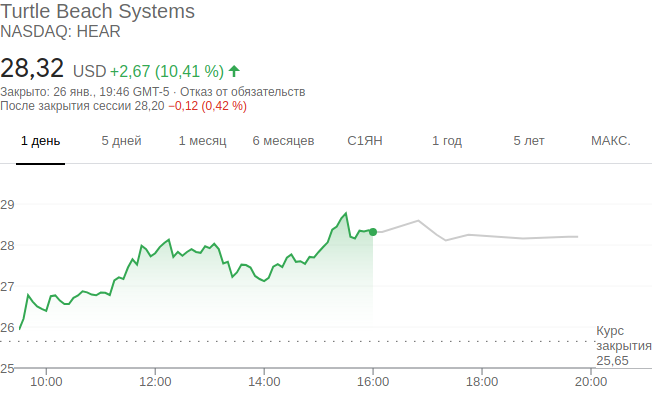 Turtle Beach Systems
NASDAQ: HEAR
28,32 USD +2,67 (10,41 %)
Закрыто: 26 янв., 19:46 GMT-5 · Отказ от обязательств
После закрытия сессии 28,20 −0,12 (0,42 %)
1 день 5 дней 1 месяц 6 месяцев С1ЯН 1 год 5 лет МАКС.
29
28
27
26
Курс
закрытия
25,65
25
10:00 12:00 14:00 16:00 18:00 20:00